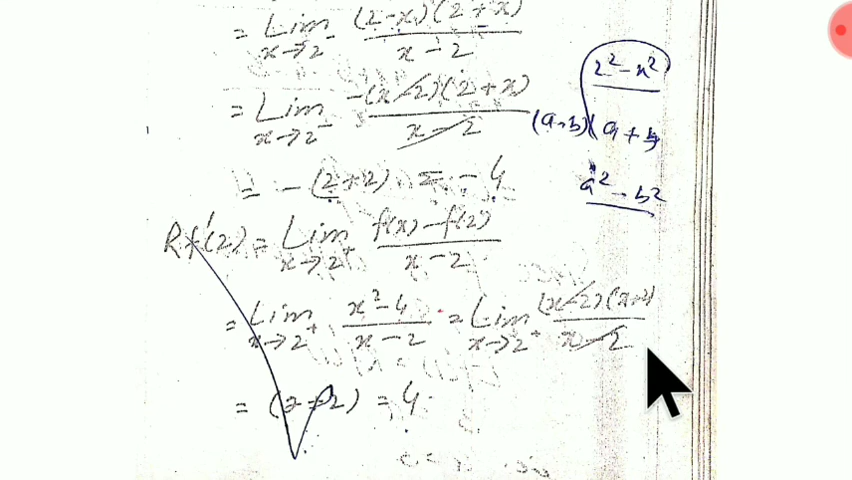 = Lim x→2⁻ (2-x)(2+x) / x-2
= Lim x→2⁻ -(x-2)(2+x) / x-2
= -(2+2) = -4
Rf'(2) = Lim x→2⁺ f(x)-f(2) / x-2
= Lim x→2⁺ x²-4 / x-2 = Lim x→2⁺ (x-2)(x+2) / x-2
= (2+2) = 4
2²-x²
(a-b)(a+b)
a²-b²